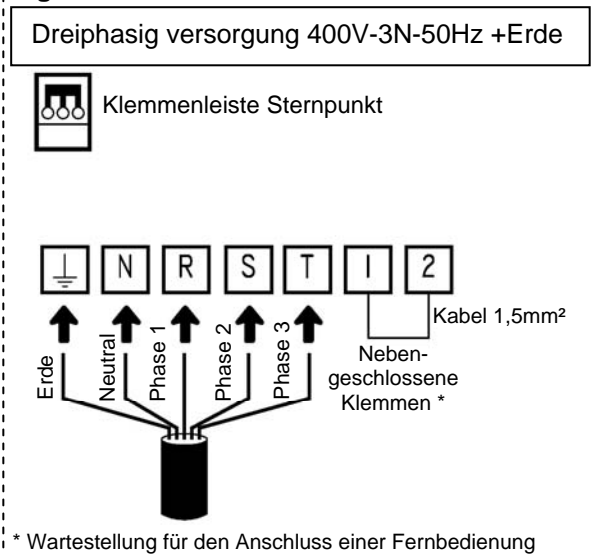 Dreiphasig versorgung 400V-3N-50Hz +Erde
Klemmenleiste Sternpunkt
N R S T 1 2
Kabel 1,5mm²
Erde
Neutral
Phase 1
Phase 2
Phase 3
Neben-
geschlossene
Klemmen *
* Wartestellung für den Anschluss einer Fernbedienung